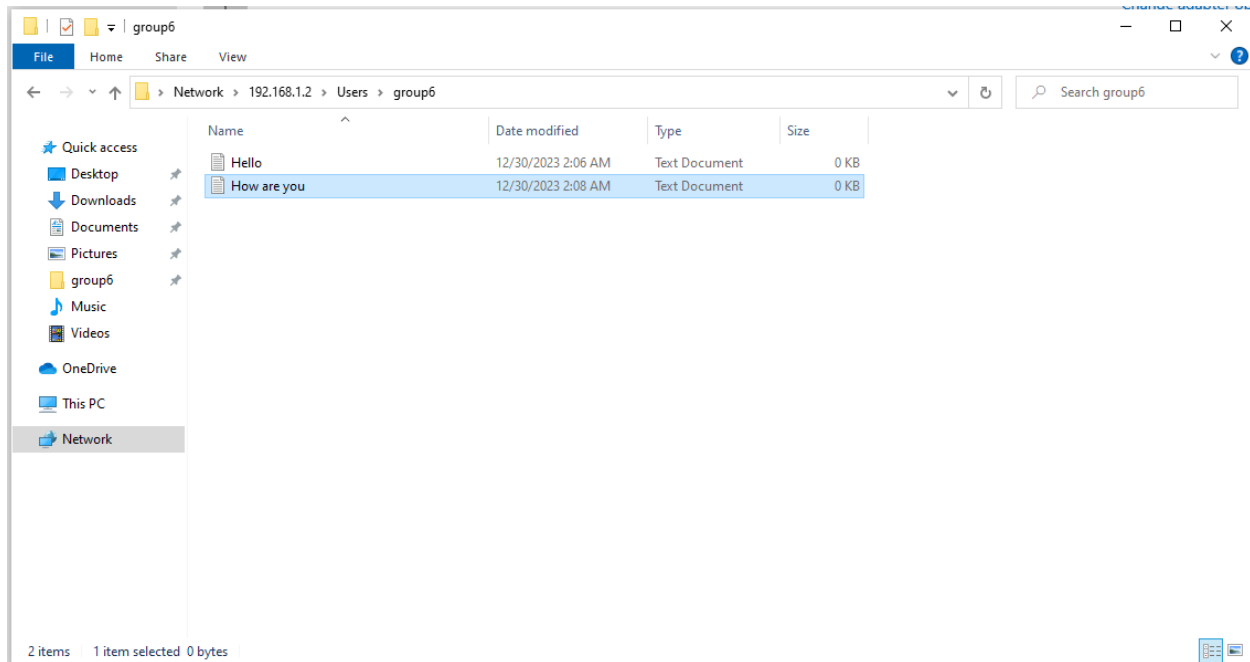 group6
File Home Share View
Network > 192.168.1.2 > Users > group6
Search group6
Name Date modified Type Size
Quick access
Desktop
Downloads
Documents
Pictures
group6
Music
Videos
OneDrive
This PC
Network
Hello 12/30/2023 2:06 AM Text Document 0 KB
How are you 12/30/2023 2:08 AM Text Document 0 KB
2 items 1 item selected 0 bytes